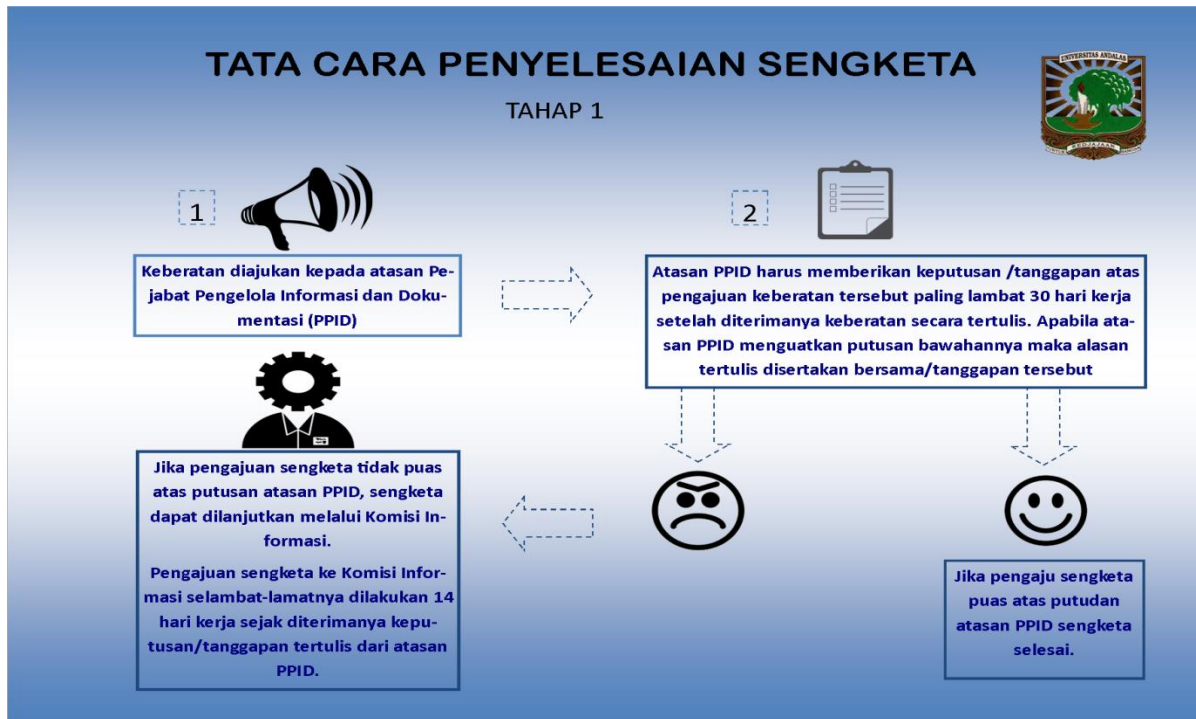 TATA CARA PENYELESAIAN SENGKETA
TAHAP 1
UNIVERSITAS ANDALAS
KEDJAJAAN
1
Keberatan diajukan kepada atasan Pe-
jabat Pengelola Informasi dan Doku-
mentasi (PPID)
2
Atasan PPID harus memberikan keputusan /tanggapan atas
pengajuan keberatan tersebut paling lambat 30 hari kerja
setelah diterimanya keberatan secara tertulis. Apabila ata-
san PPID menguatkan putusan bawahannya maka alasan
tertulis disertakan bersama/tanggapan tersebut
Jika pengajuan sengketa tidak puas
atas putusan atasan PPID, sengketa
dapat dilanjutkan melalui Komisi In-
formasi.
Pengajuan sengketa ke Komisi Infor-
masi selambat-lamatnya dilakukan 14
hari kerja sejak diterimanya kepu-
tusan/tanggapan tertulis dari atasan
PPID.
Jika pengaju sengketa
puas atas putudan
atasan PPID sengketa
selesai.